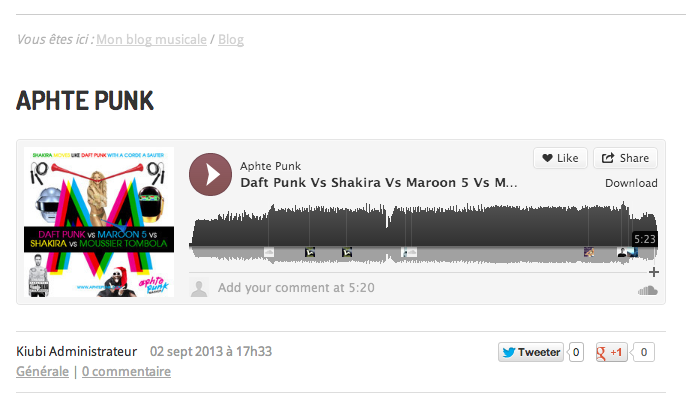 Vous êtes ici : Mon blog musicale / Blog
APHTE PUNK
SHAKIRA MOVES LIKE DAFT PUNK WITH A CORDE A SAUTER
DAFT PUNK vs MAROON 5 vs
SHAKIRA vs MOUSSIER TOMBOLA
aphte punk
Aphte Punk
Daft Punk Vs Shakira Vs Maroon 5 Vs M...
Like
Share
Download
5:23
Add your comment at 5:20
Kiubi Administrateur 02 sept 2013 à 17h33
Tweeter 0
g +1 0
Générale | 0 commentaire